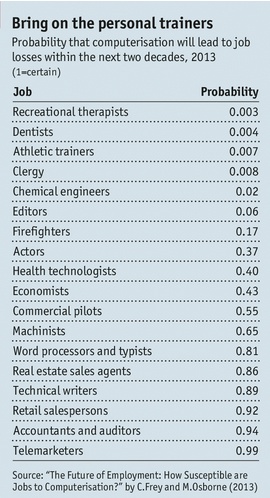 Bring on the personal trainers
Probability that computerisation will lead to job
losses within the next two decades, 2013
(1=certain)
Job Probability
Recreational therapists 0.003
Dentists 0.004
Athletic trainers 0.007
Clergy 0.008
Chemical engineers 0.02
Editors 0.06
Firefighters 0.17
Actors 0.37
Health technologists 0.40
Economists 0.43
Commercial pilots 0.55
Machinists 0.65
Word processors and typists 0.81
Real estate sales agents 0.86
Technical writers 0.89
Retail salespersons 0.92
Accountants and auditors 0.94
Telemarketers 0.99
Source: "The Future of Employment: How Susceptible are
Jobs to Computerisation?" by C.Frey and M.Osborne (2013)